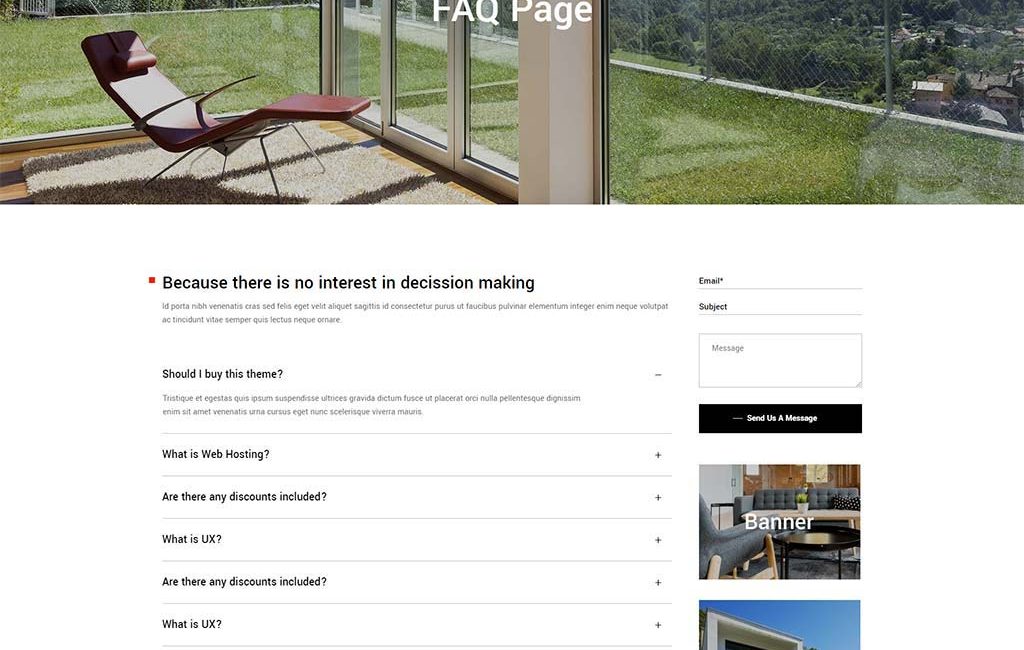 FAQ Page
Because there is no interest in decission making
Id porta nibh venenatis cras sed felis eget velit aliquet sagittis id consectetur purus ut faucibus pulvinar elementum integer enim neque volutpat
ac tincidunt vitae semper quis lectus neque ornare.
Should I buy this theme?
Tristique et egestas quis ipsum suspendisse ultrices gravida dictum fusce ut placerat orci nulla pellentesque dignissim
enim sit amet venenatis urna cursus eget nunc scelerisque viverra mauris.
What is Web Hosting?
Are there any discounts included?
What is UX?
Are there any discounts included?
What is UX?
Email*
Subject
Message
Send Us A Message
Banner